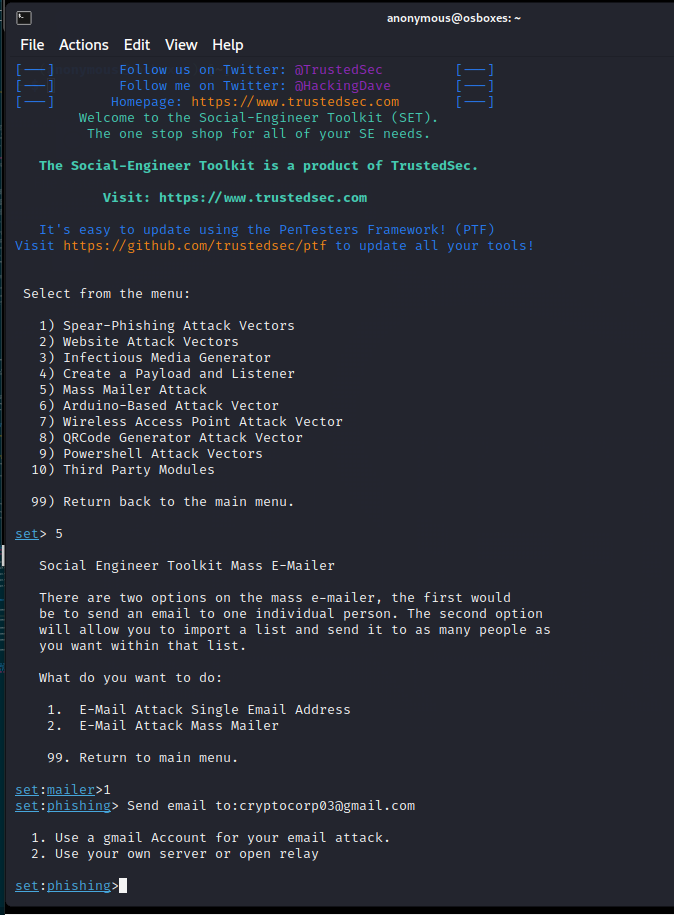 anonymous@osboxes: ~
File Actions Edit View Help
[---] Follow us on Twitter: @TrustedSec [---]
[---] Follow me on Twitter: @HackingDave [---]
[---] Homepage: https://www.trustedsec.com [---]
Welcome to the Social-Engineer Toolkit (SET).
The one stop shop for all of your SE needs.
The Social-Engineer Toolkit is a product of TrustedSec.
Visit: https://www.trustedsec.com
It's easy to update using the PenTesters Framework! (PTF)
Visit https://github.com/trustedsec/ptf to update all your tools!
Select from the menu:
1) Spear-Phishing Attack Vectors
2) Website Attack Vectors
3) Infectious Media Generator
4) Create a Payload and Listener
5) Mass Mailer Attack
6) Arduino-Based Attack Vector
7) Wireless Access Point Attack Vector
8) QRCode Generator Attack Vector
9) Powershell Attack Vectors
10) Third Party Modules
99) Return back to the main menu.
set> 5
Social Engineer Toolkit Mass E-Mailer
There are two options on the mass e-mailer, the first would
be to send an email to one individual person. The second option
will allow you to import a list and send it to as many people as
you want within that list.
What do you want to do:
1. E-Mail Attack Single Email Address
2. E-Mail Attack Mass Mailer
99. Return to main menu.
set:mailer>1
set:phishing> Send email to:cryptocorp03@gmail.com
1. Use a gmail Account for your email attack.
2. Use your own server or open relay
set:phishing>